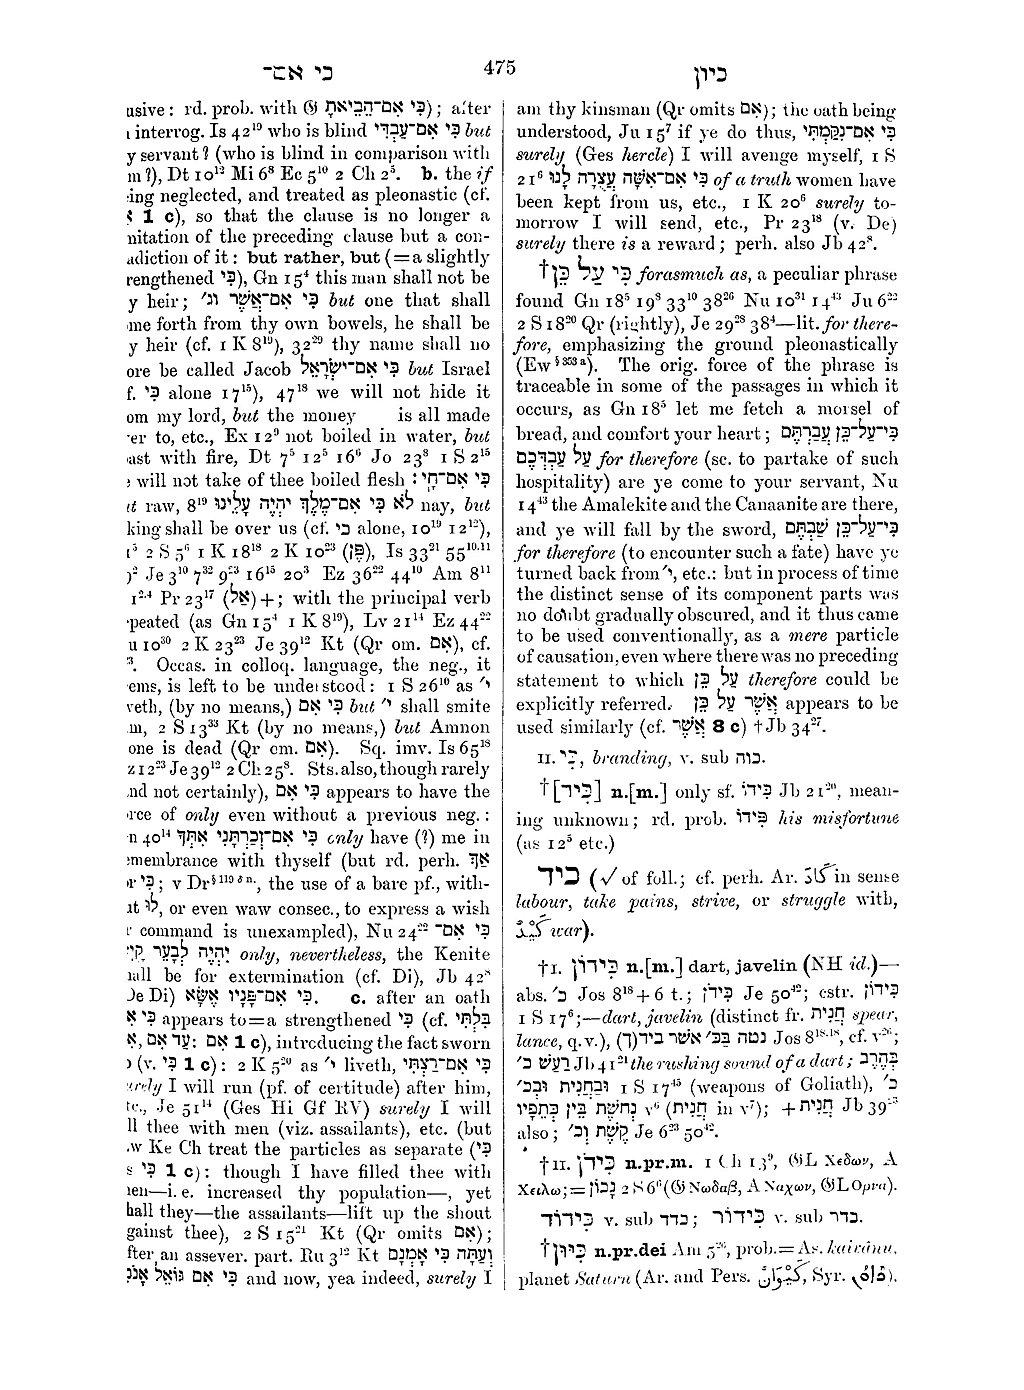 כי אם־
475
כיון
usive: rd. prob. with 𝔊 כִּי אִם־הֲבִיאֹתָ); after
interrog. Is 42¹⁹ who is blind כִּי אִם־עַבְדִּי but
y servant? (who is blind in comparison with
m?), Dt 10¹² Mi 6⁸ Ec 5¹⁰ 2 Ch 2⁵. b. the if
ing neglected, and treated as pleonastic (cf.
1 c), so that the clause is no longer a
mitation of the preceding clause but a con-
adiction of it: but rather, but (=a slightly
rengthened כִּי), Gn 15⁴ this man shall not be
y heir; כִּי אִם־אֲשֶׁר וג׳ but one that shall
me forth from thy own bowels, he shall be
y heir (cf. 1 K 8¹⁹), 32²⁹ thy name shall no
ore be called Jacob כִּי אִם־יִשְׂרָאֵל but Israel
f. כִּי alone 17¹⁵), 47¹⁸ we will not hide it
om my lord, but the money is all made
er to, etc., Ex 12⁹ not boiled in water, but
ast with fire, Dt 7⁵ 12⁵ 16⁶ Jo 23⁸ 1 S 2¹⁵
will not take of thee boiled flesh כִּי אִם־חָי׃
t raw, 8¹⁹ לֹא כִּי אִם־מֶלֶךְ יִהְיֶה עָלֵינוּ nay, but
king shall be over us (cf. כי alone, 10¹⁹ 12¹²),
2 S 5⁶ 1 K 18¹⁸ 2 K 10²³ (פֶּן), Is 33²¹ 55¹⁰·¹¹
Je 3¹⁰ 7³² 9²³ 16¹⁵ 20³ Ez 36²² 44¹⁰ Am 8¹¹
Pr 23¹⁷ (אַל) +; with the principal verb
peated (as Gn 15⁴ 1 K 8¹⁹), Lv 21¹⁴ Ez 44²²
u 10³⁰ 2 K 23²³ Je 39¹² Kt (Qr om. אִם), cf.
Occas. in colloq. language, the neg., it
ems, is left to be understood: 1 S 26¹⁰ as י׳
veth, (by no means,) כִּי אִם but י׳ shall smite
m, 2 S 13³³ Kt (by no means,) but Amnon
one is dead (Qr om. אִם). Sq. imv. Is 65¹⁸
z 12²³ Je 39¹² 2 Ch 25⁸. Sts. also, though rarely
nd not certainly), כִּי אִם appears to have the
rce of only even without a previous neg.:
n 40¹⁴ כִּי אִם־זְכַרְתַּנִי אִתְּךָ only have (?) me in
membrance with thyself (but rd. perh. אַךְ
r כִּי; v Dr§ 119 δ n., the use of a bare pf., with-
t לוּ, or even waw consec., to express a wish
command is unexampled), Nu 24²² כִּי אִם־
יִהְיֶה לְבָעֵר קָיִן only, nevertheless, the Kenite
all be for extermination (cf. Di), Jb 42⁸
De Di) כִּי אִם־פָּנָיו אֶשָּׂא. c. after an oath
כִּי א appears to=a strengthened כִּי (cf. בִּלְתִּי
אִם, עַד אִם: אִם 1 c), introducing the fact sworn
(v. כִּי 1 c): 2 K 5²⁰ as י׳ liveth, כִּי אִם־רַצְתִּי
urely I will run (pf. of certitude) after him,
tc., Je 51¹⁴ (Ges Hi Gf RV) surely I will
ll thee with men (viz. assailants), etc. (but
w Ke Ch treat the particles as separate (כִּי
s כִּי 1 c): though I have filled thee with
en—i. e. increased thy population—, yet
hall they—the assailants—lift up the shout
gainst thee), 2 S 15²¹ Kt (Qr omits אִם);
fter an assever. part. Ru 3¹² Kt וְעַתָּה כִּי אָמְנָם
כִּי אִם גּוֹאֵל אָנֹכִי and now, yea indeed, surely I
am thy kinsman (Qr omits אִם); the oath being
understood, Ju 15⁷ if ye do thus, כִּי אִם־נִקַּמְתִּי
surely (Ges hercle) I will avenge myself, 1 S
21⁶ כִּי אִם־אִשָּׁה עֲצֻרָה לָנוּ of a truth women have
been kept from us, etc., 1 K 20⁶ surely to-
morrow I will send, etc., Pr 23¹⁸ (v. De)
surely there is a reward; perh. also Jb 42⁸.
†כִּי עַל כֵּן forasmuch as, a peculiar phrase
found Gn 18⁵ 19⁸ 33¹⁰ 38²⁶ Nu 10³¹ 14⁴³ Ju 6²²
2 S 18²⁰ Qr (rightly), Je 29²⁸ 38⁴—lit. for there-
fore, emphasizing the ground pleonastically
(Ew § 353 a). The orig. force of the phrase is
traceable in some of the passages in which it
occurs, as Gn 18⁵ let me fetch a morsel of
bread, and comfort your heart; כִּי־עַל־כֵּן עֲבַרְתֶּם
עַל עַבְדְּכֶם for therefore (sc. to partake of such
hospitality) are ye come to your servant, Nu
14⁴³ the Amalekite and the Canaanite are there,
and ye will fall by the sword, כִּי־עַל־כֵּן שַׁבְתֶּם
for therefore (to encounter such a fate) have ye
turned back from י׳, etc.: but in process of time
the distinct sense of its component parts was
no doubt gradually obscured, and it thus came
to be used conventionally, as a mere particle
of causation, even where there was no preceding
statement to which עַל כֵּן therefore could be
explicitly referred. אֲשֶׁר עַל כֵּן appears to be
used similarly (cf. אֲשֶׁר 8 c) †Jb 34²⁷.
II. כִּי, branding, v. sub כוה.
†[כִּיד] n.[m.] only sf. כִּידוֹ Jb 21²⁰, mean-
ing unknown; rd. prob. פִּידוֹ his misfortune
(as 12⁵ etc.)
כיד (√ of foll.; cf. perh. Ar. كَادَ in sense
labour, take pains, strive, or struggle with,
كَيْدٌ war).
†I. כִּידוֹן n.[m.] dart, javelin (NH id.)—
abs. כ׳ Jos 8¹⁸+6 t.; כִּידֹן Je 50⁴²; cstr. כִּידוֹן
1 S 17⁶;—dart, javelin (distinct fr. חֲנִית spear,
lance, q.v.), נטה בַּכּ׳ אשר ביד(ך) Jos 8¹⁸·¹⁸, cf. v²⁶;
רַעַשׁ כ׳ Jb 41²¹ the rushing sound of a dart; בְּחֶרֶב
וּבַחֲנִית וּבְכ׳ 1 S 17⁴⁵ (weapons of Goliath), כ׳
נְחֹשֶׁת בֵּין כְּתֵפָיו v⁶ (חֲנִית in v⁷); +חֲנִית Jb 39²³
also; קֶשֶׁת וְכ׳ Je 6²³ 50⁴².
†II. כִּידֹן n.pr.m. 1 Ch 13⁹, 𝔊L Χεδων, A
Χειλω; = נָכוֹן 2 S 6⁶ (𝔊 Νωδαβ, A Ναχων, 𝔊L Ορνα).
כִּידוֹד v. sub כדד; כִּידוֹר v. sub כדר.
†כִּיּוּן n.pr.dei Am 5²⁶, prob.=As. kaivânu,
planet Saturn (Ar. and Pers. كَيْوَانُ, Syr. ܟܐܘܢ).